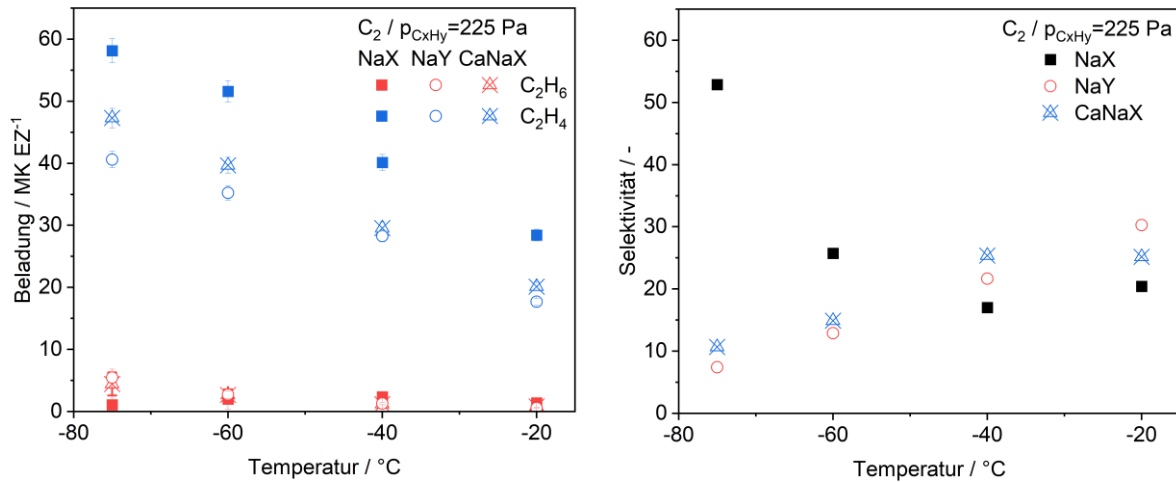 C₂ / p_CxHy=225 Pa
NaX NaY CaNaX
C₂H₆
C₂H₄
60
50
40
30
20
10
0
Beladung / MK EZ⁻¹
-80
-60
-40
-20
Temperatur / °C
C₂ / p_CxHy=225 Pa
NaX
NaY
CaNaX
60
50
40
30
20
10
0
Selektivität / -
-80
-60
-40
-20
Temperatur / °C